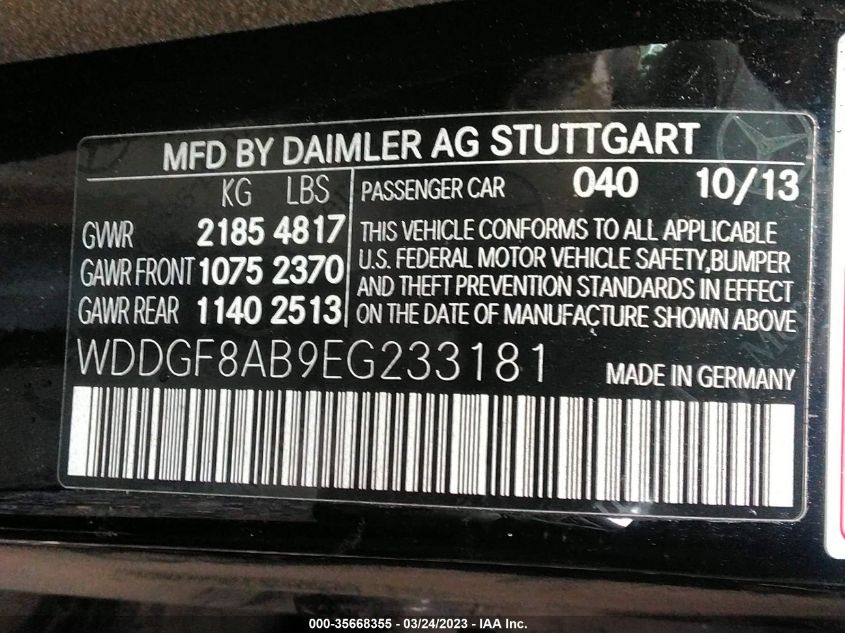 MFD BY DAIMLER AG STUTTGART
KG LBS PASSENGER CAR 040 10/13
GVWR 2185 4817 THIS VEHICLE CONFORMS TO ALL APPLICABLE
GAWR FRONT 1075 2370 U.S. FEDERAL MOTOR VEHICLE SAFETY, BUMPER
GAWR REAR 1140 2513 AND THEFT PREVENTION STANDARDS IN EFFECT
ON THE DATE OF MANUFACTURE SHOWN ABOVE
WDDGF8AB9EG233181 MADE IN GERMANY
000-35668355 - 03/24/2023 - IAA Inc.